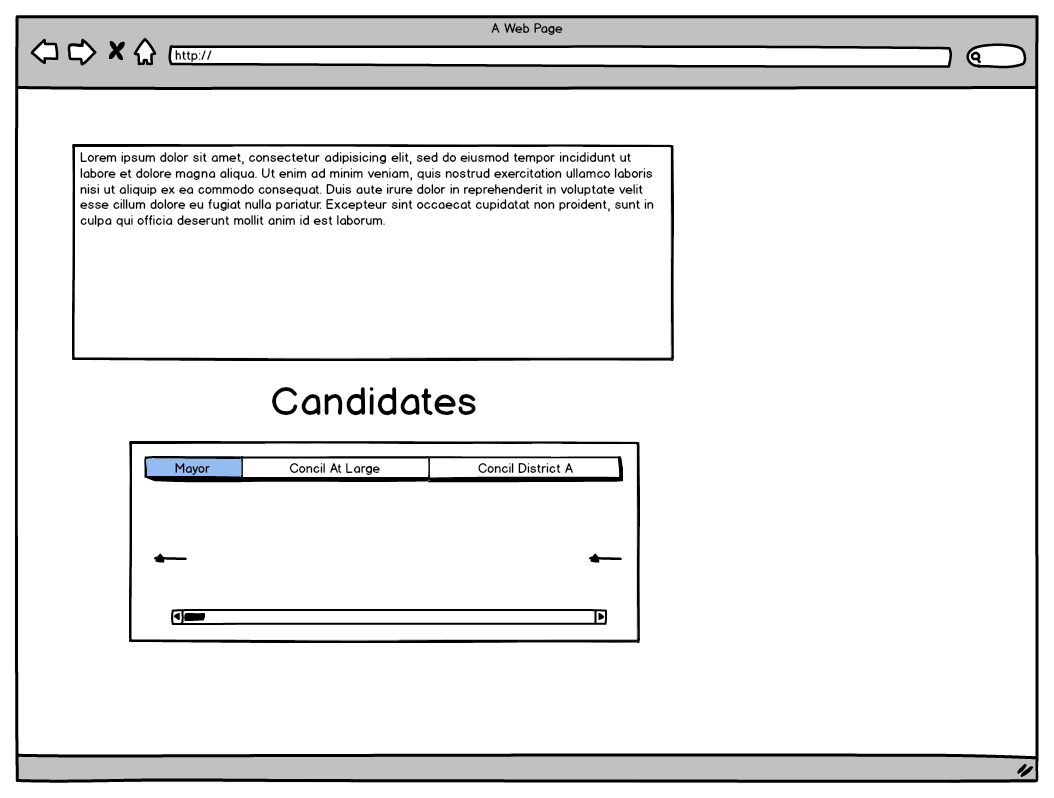 A Web Page
http://
Lorem ipsum dolor sit amet, consectetur adipisicing elit, sed do eiusmod tempor incididunt ut
labore et dolore magna aliqua. Ut enim ad minim veniam, quis nostrud exercitation ullamco laboris
nisi ut aliquip ex ea commodo consequat. Duis aute irure dolor in reprehenderit in voluptate velit
esse cillum dolore eu fugiat nulla pariatur. Excepteur sint occaecat cupidatat non proident, sunt in
culpa qui officia deserunt mollit anim id est laborum.
Candidates
Mayor Concil At Large Concil District A